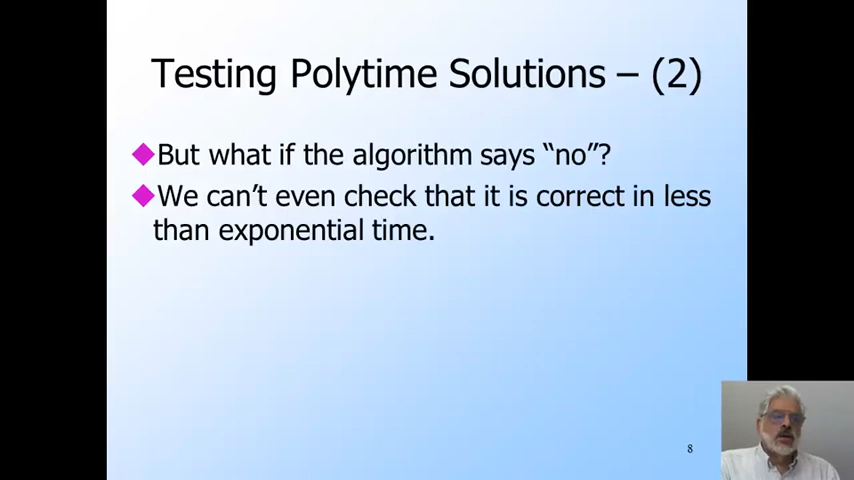 Testing Polytime Solutions – (2)
But what if the algorithm says “no”?
We can’t even check that it is correct in less
than exponential time.
8